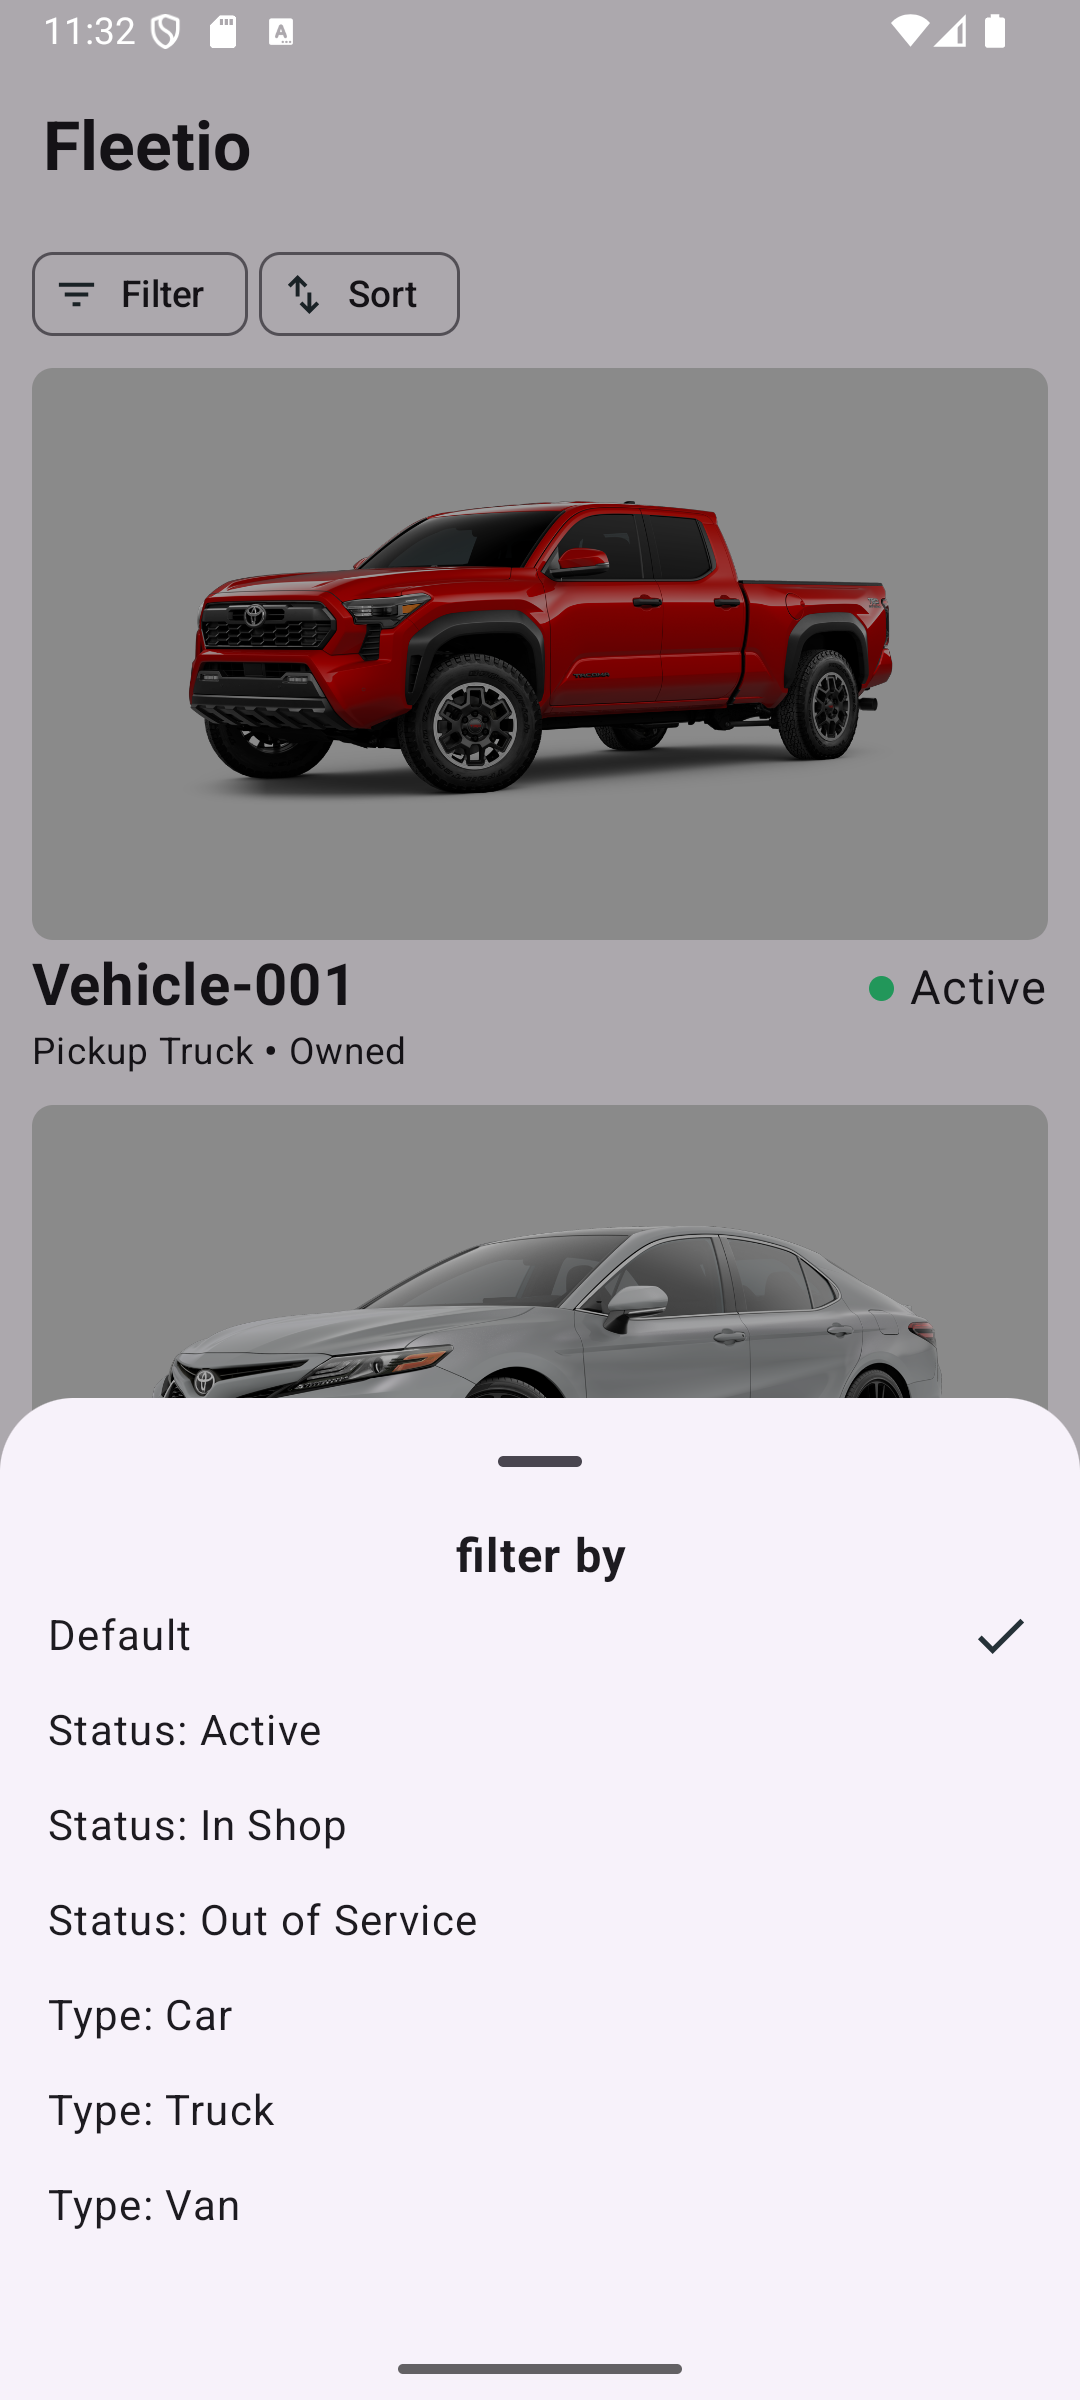 11:32
Fleetio
Filter
Sort
TACOMA
Vehicle-001
Active
Pickup Truck • Owned
filter by
Default
Status: Active
Status: In Shop
Status: Out of Service
Type: Car
Type: Truck
Type: Van